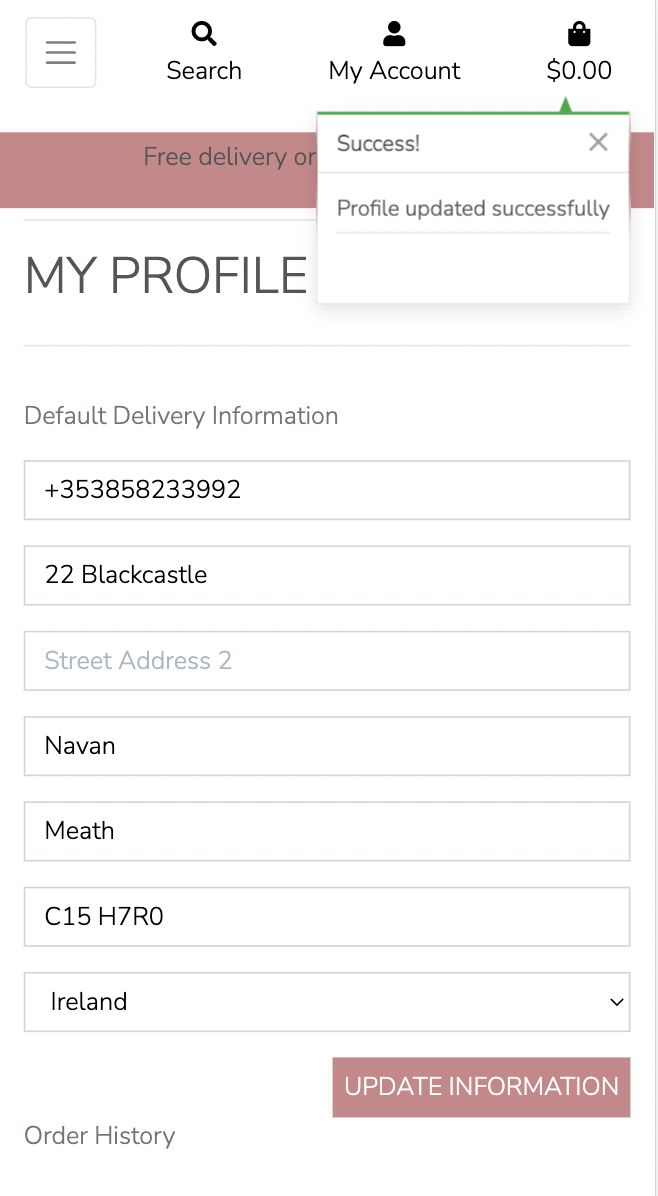 Search
My Account
$0.00
Free delivery or
Success!
Profile updated successfully
MY PROFILE
Default Delivery Information
+353858233992
22 Blackcastle
Street Address 2
Navan
Meath
C15 H7R0
Ireland
UPDATE INFORMATION
Order History